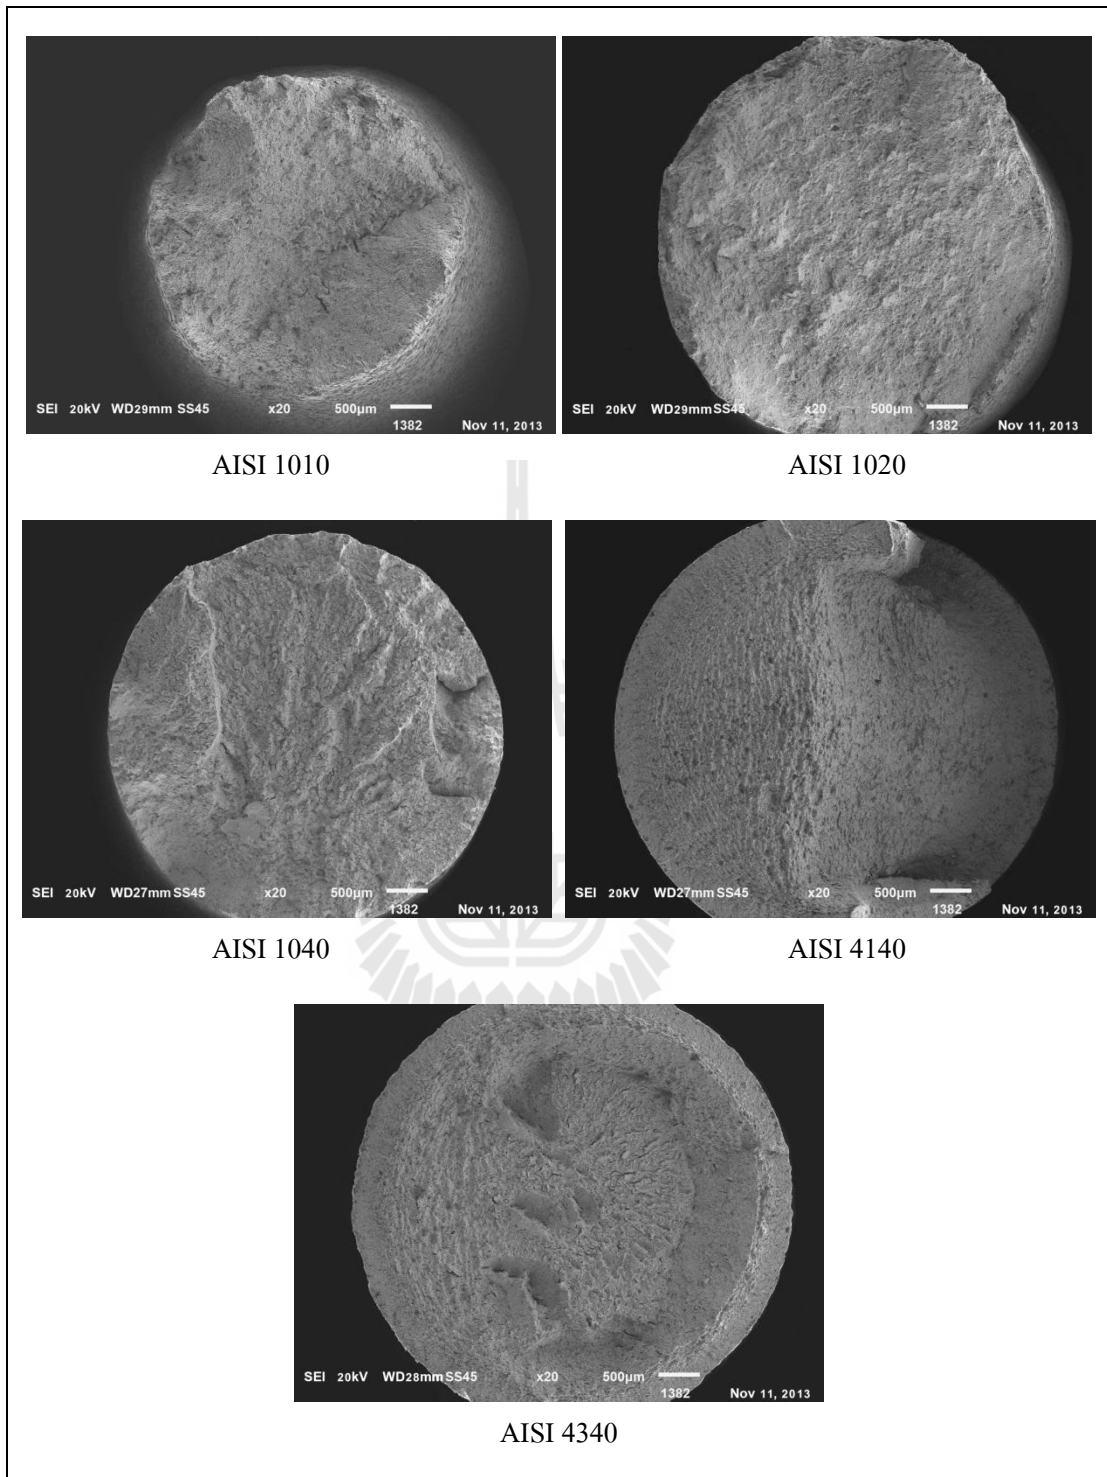 SEI 20kV WD29mm SS45 x20 500µm
1382 Nov 11, 2013
SEI 20kV WD29mm SS45 x20 500µm
1382 Nov 11, 2013
AISI 1010
AISI 1020
SEI 20kV WD27mm SS45 x20 500µm
1382 Nov 11, 2013
SEI 20kV WD27mm SS45 x20 500µm
1382 Nov 11, 2013
AISI 1040
AISI 4140
SEI 20kV WD28mm SS45 x20 500µm
1382 Nov 11, 2013
AISI 4340